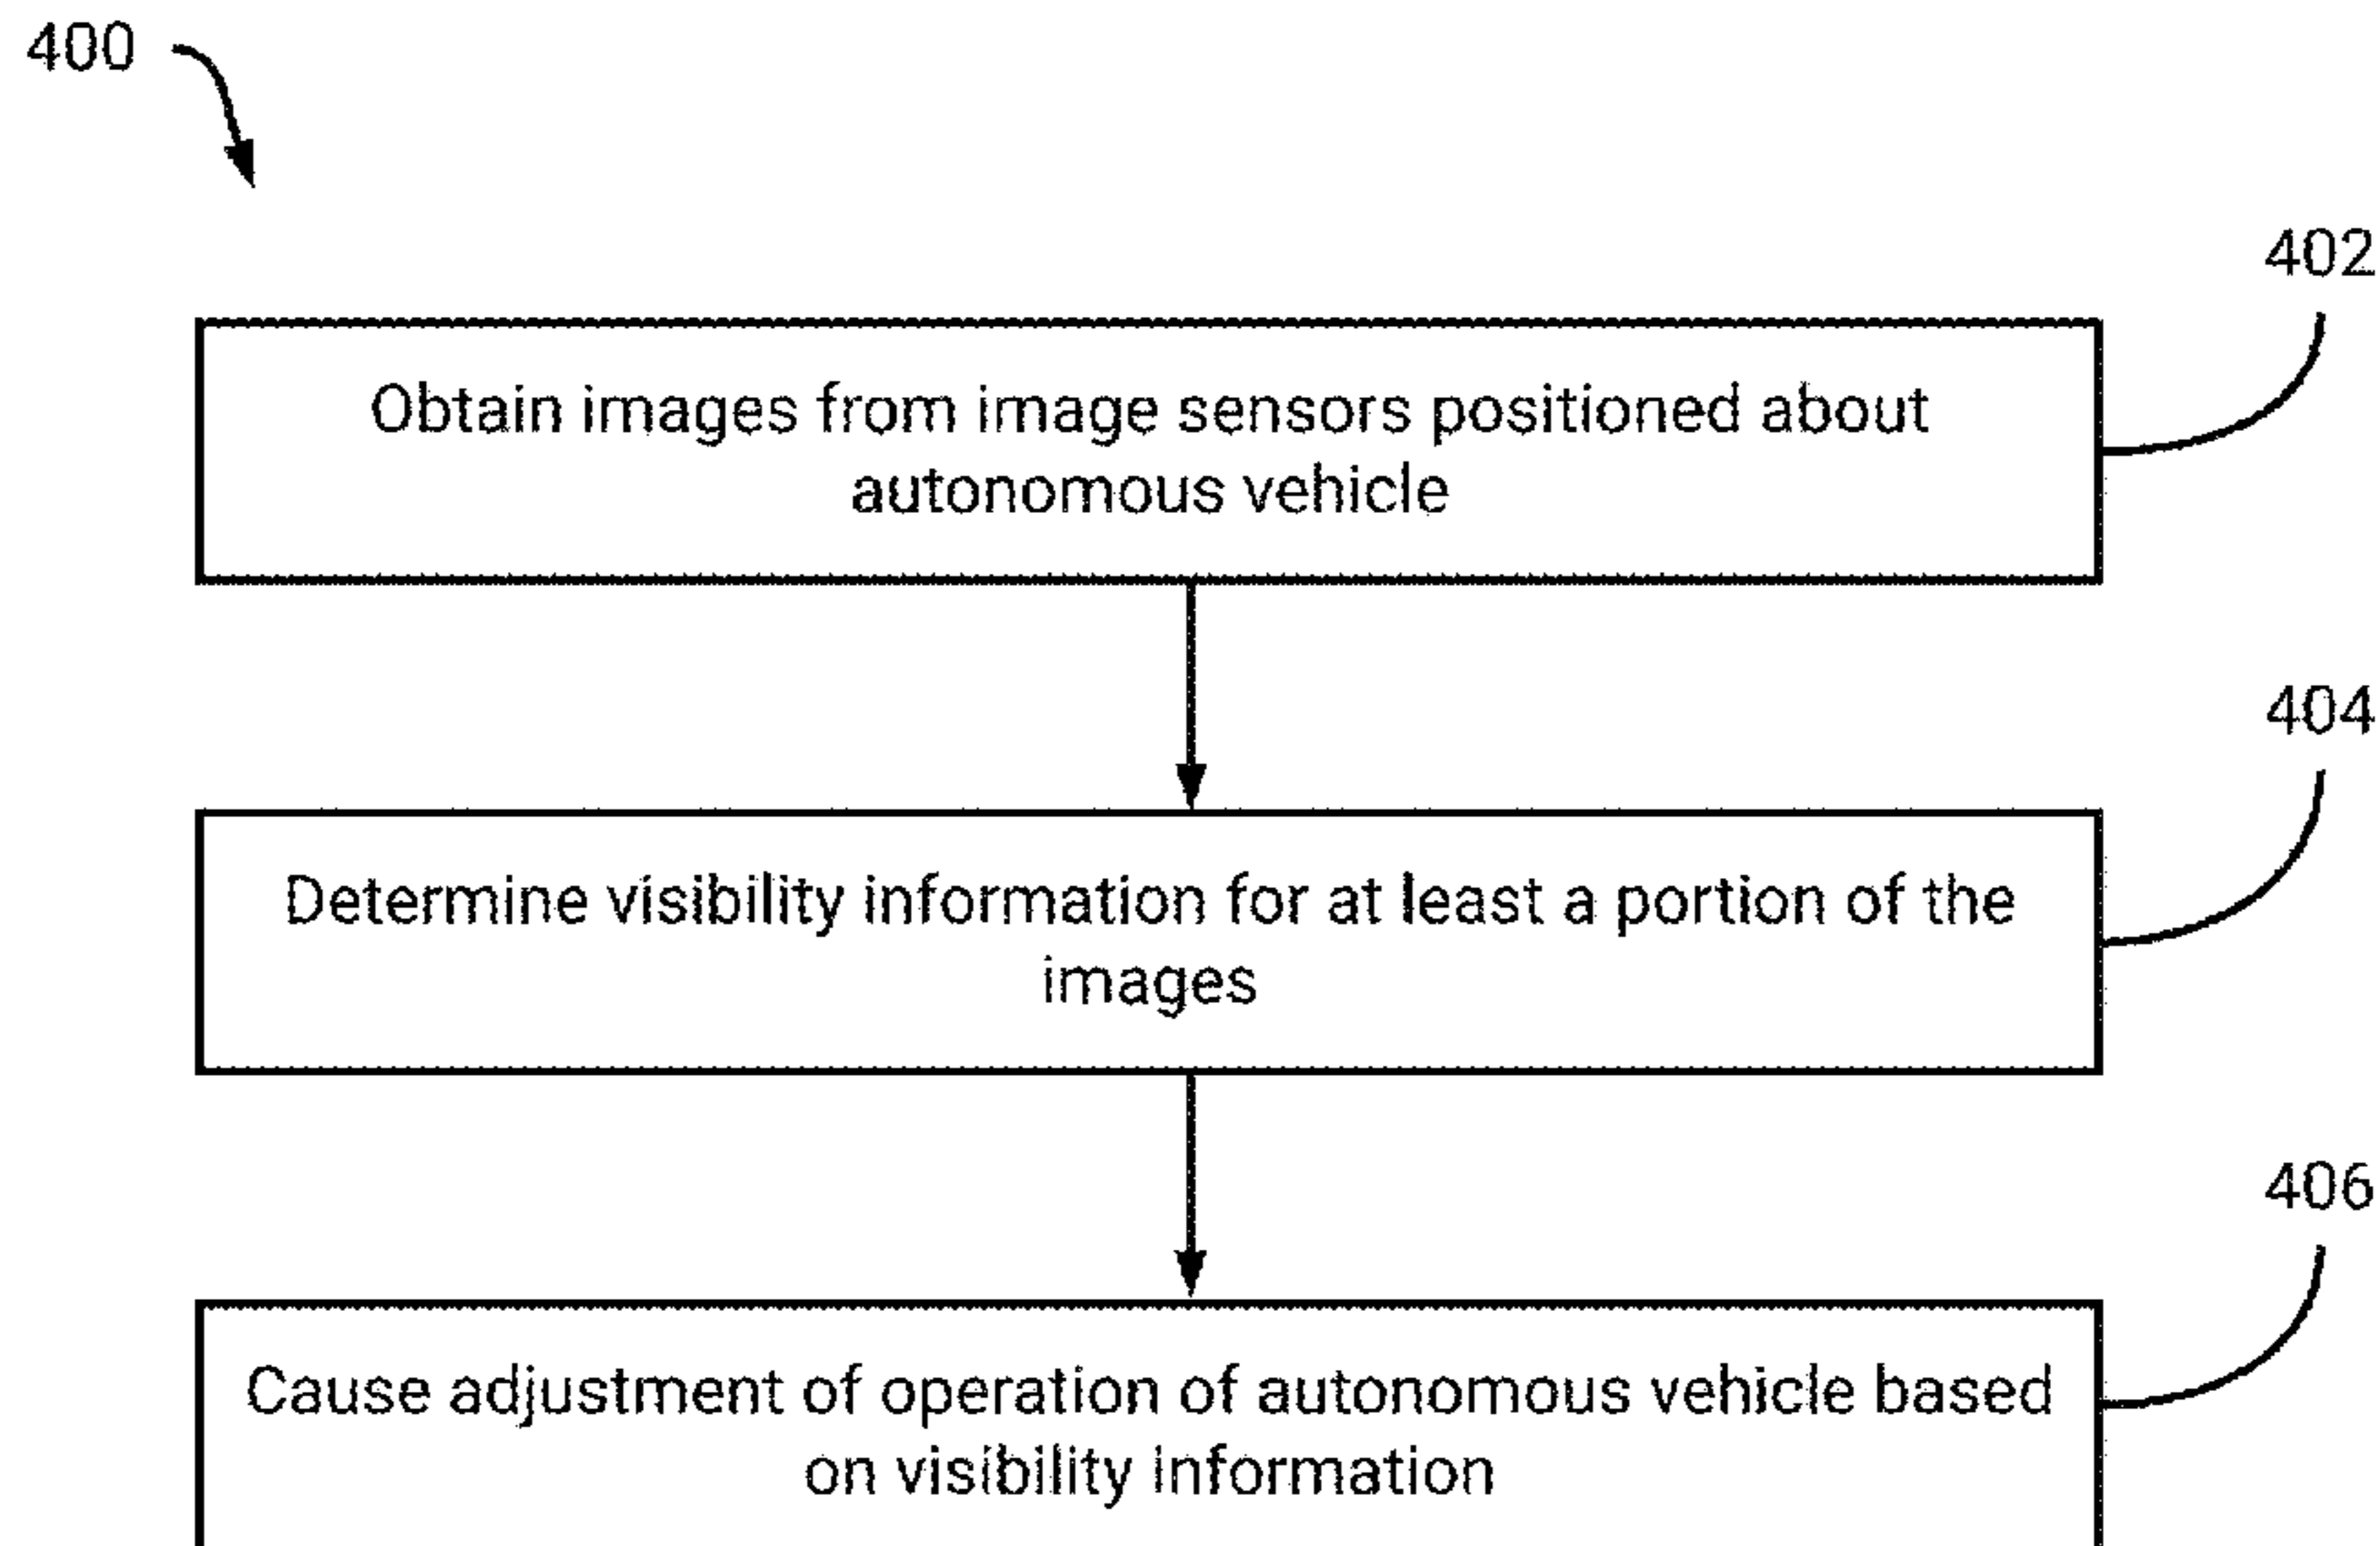 400
402
Obtain images from image sensors positioned about
autonomous vehicle
404
Determine visibility information for at least a portion of the
images
406
Cause adjustment of operation of autonomous vehicle based
on visibility information